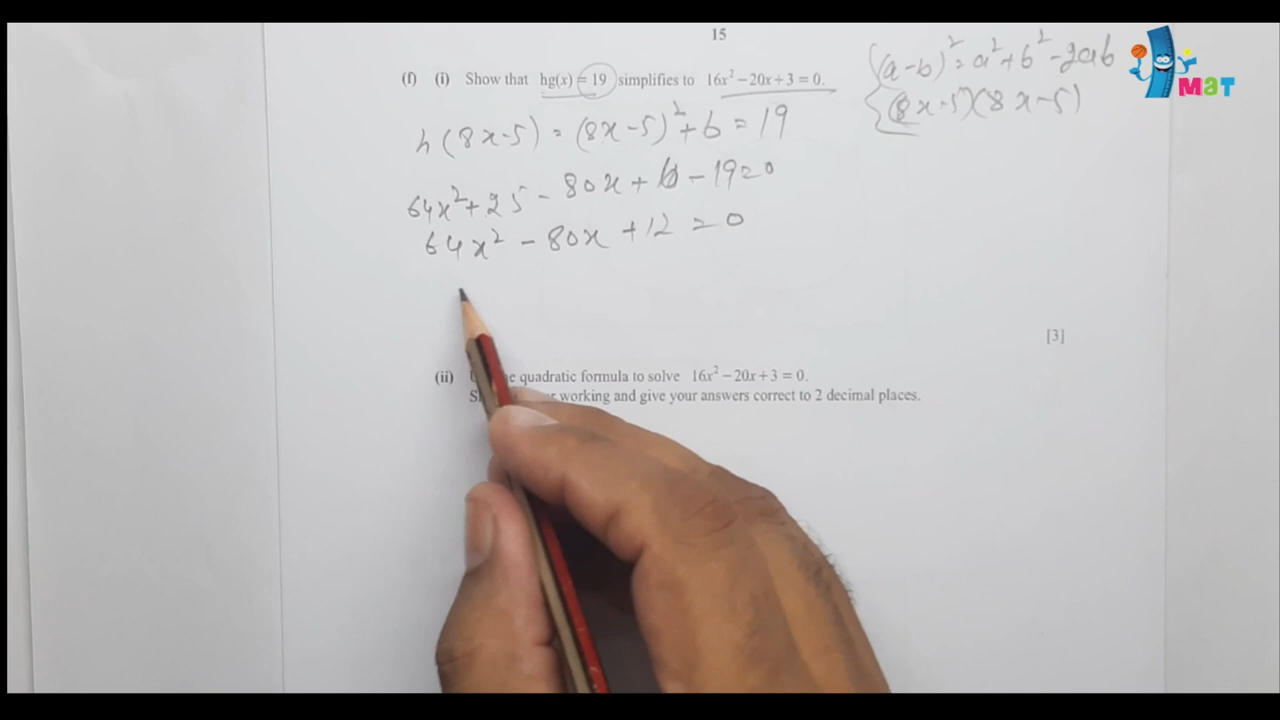 15
(f) (i) Show that hg(x) = 19 simplifies to 16x² − 20x + 3 = 0.
(a-b)² = a² + b² - 2ab
(8x-5)(8x-5)
MaT
h(8x-5) = (8x-5)² + 6 = 19
64x² + 25 - 80x + 6 - 19 = 0
64x² - 80x + 12 = 0
[3]
(ii) quadratic formula to solve 16x² − 20x + 3 = 0.
working and give your answers correct to 2 decimal places.